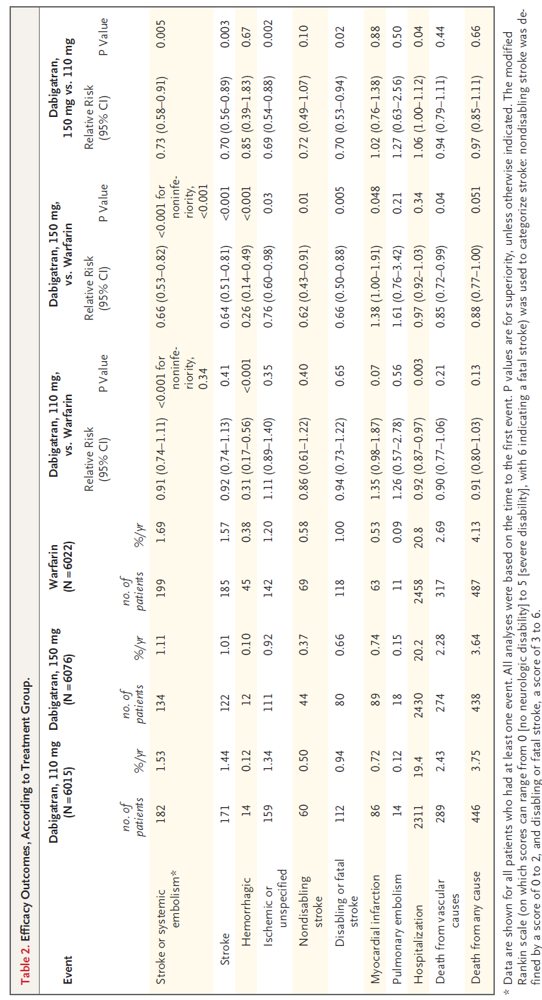 Table 2. Efficacy Outcomes, According to Treatment Group.
Event Dabigatran, 110 mg (N=6015) Dabigatran, 150 mg (N=6076) Warfarin (N=6022) Dabigatran, 110 mg, vs. Warfarin Dabigatran, 150 mg, vs. Warfarin Dabigatran, 150 mg vs. 110 mg
no. of patients %/yr no. of patients %/yr no. of patients %/yr Relative Risk (95% CI) P Value Relative Risk (95% CI) P Value Relative Risk (95% CI) P Value
Stroke or systemic embolism* 182 1.53 134 1.11 199 1.69 0.91 (0.74–1.11) <0.001 for noninfe-riority, 0.34 0.66 (0.53–0.82) <0.001 for noninfe-riority, <0.001 0.73 (0.58–0.91) 0.005
Stroke 171 1.44 122 1.01 185 1.57 0.92 (0.74–1.13) 0.41 0.64 (0.51–0.81) <0.001 0.70 (0.56–0.89) 0.003
Hemorrhagic 14 0.12 12 0.10 45 0.38 0.31 (0.17–0.56) <0.001 0.26 (0.14–0.49) <0.001 0.85 (0.39–1.83) 0.67
Ischemic or unspecified 159 1.34 111 0.92 142 1.20 1.11 (0.89–1.40) 0.35 0.76 (0.60–0.98) 0.03 0.69 (0.54–0.88) 0.002
Nondisabling stroke 60 0.50 44 0.37 69 0.58 0.86 (0.61–1.22) 0.40 0.62 (0.43–0.91) 0.01 0.72 (0.49–1.07) 0.10
Disabling or fatal stroke 112 0.94 80 0.66 118 1.00 0.94 (0.73–1.22) 0.65 0.66 (0.50–0.88) 0.005 0.70 (0.53–0.94) 0.02
Myocardial infarction 86 0.72 89 0.74 63 0.53 1.35 (0.98–1.87) 0.07 1.38 (1.00–1.91) 0.048 1.02 (0.76–1.38) 0.88
Pulmonary embolism 14 0.12 18 0.15 11 0.09 1.26 (0.57–2.78) 0.56 1.61 (0.76–3.42) 0.21 1.27 (0.63–2.56) 0.50
Hospitalization 2311 19.4 2430 20.2 2458 20.8 0.92 (0.87–0.97) 0.003 0.97 (0.92–1.03) 0.34 1.06 (1.00–1.12) 0.04
Death from vascular causes 289 2.43 274 2.28 317 2.69 0.90 (0.77–1.06) 0.21 0.85 (0.72–0.99) 0.04 0.94 (0.79–1.11) 0.44
Death from any cause 446 3.75 438 3.64 487 4.13 0.91 (0.80–1.03) 0.13 0.88 (0.77–1.00) 0.051 0.97 (0.85–1.11) 0.66
* Data are shown for all patients who had at least one event. All analyses were based on the time to the first event. P values are for superiority, unless otherwise indicated. The modified
Rankin scale (on which scores can range from 0 [no neurologic disability] to 5 [severe disability], with 6 indicating a fatal stroke) was used to categorize stroke: nondisabling stroke was de-
fined by a score of 0 to 2, and disabling or fatal stroke, a score of 3 to 6.